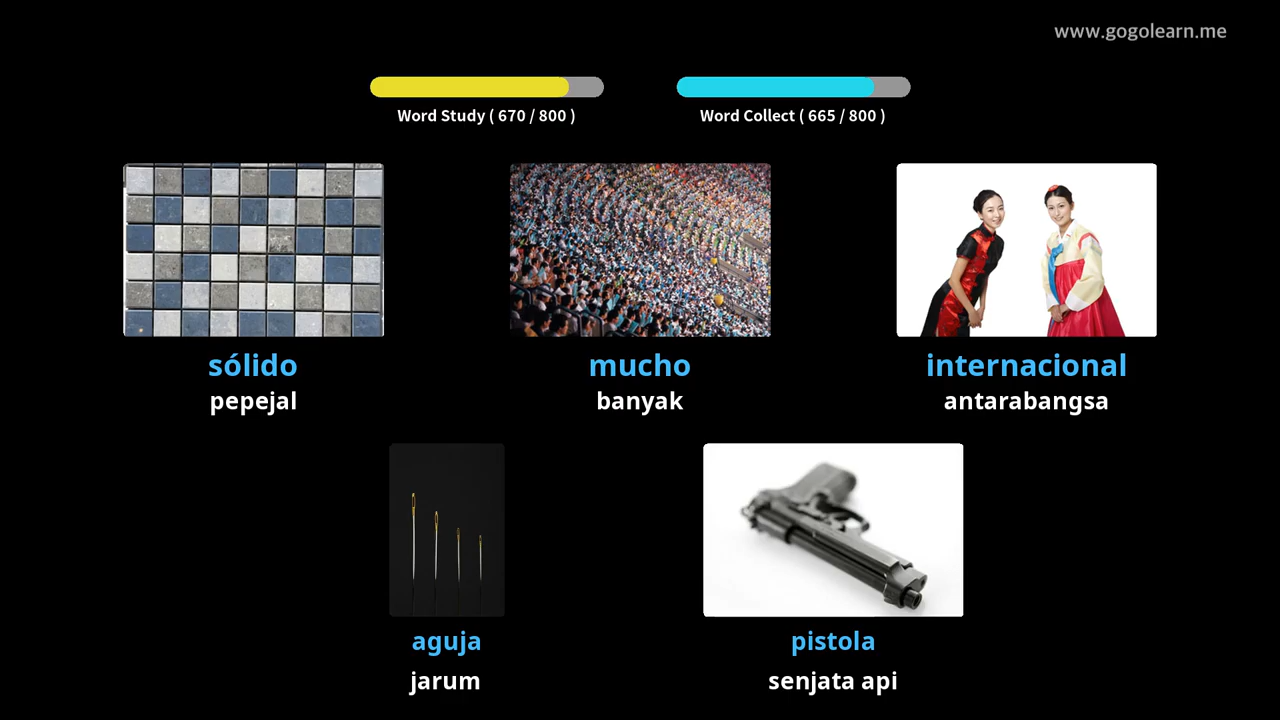 www.gogolearn.me
Word Study ( 670 / 800 )
Word Collect ( 665 / 800 )
sólido
pepejal
mucho
banyak
internacional
antarabangsa
aguja
jarum
pistola
senjata api